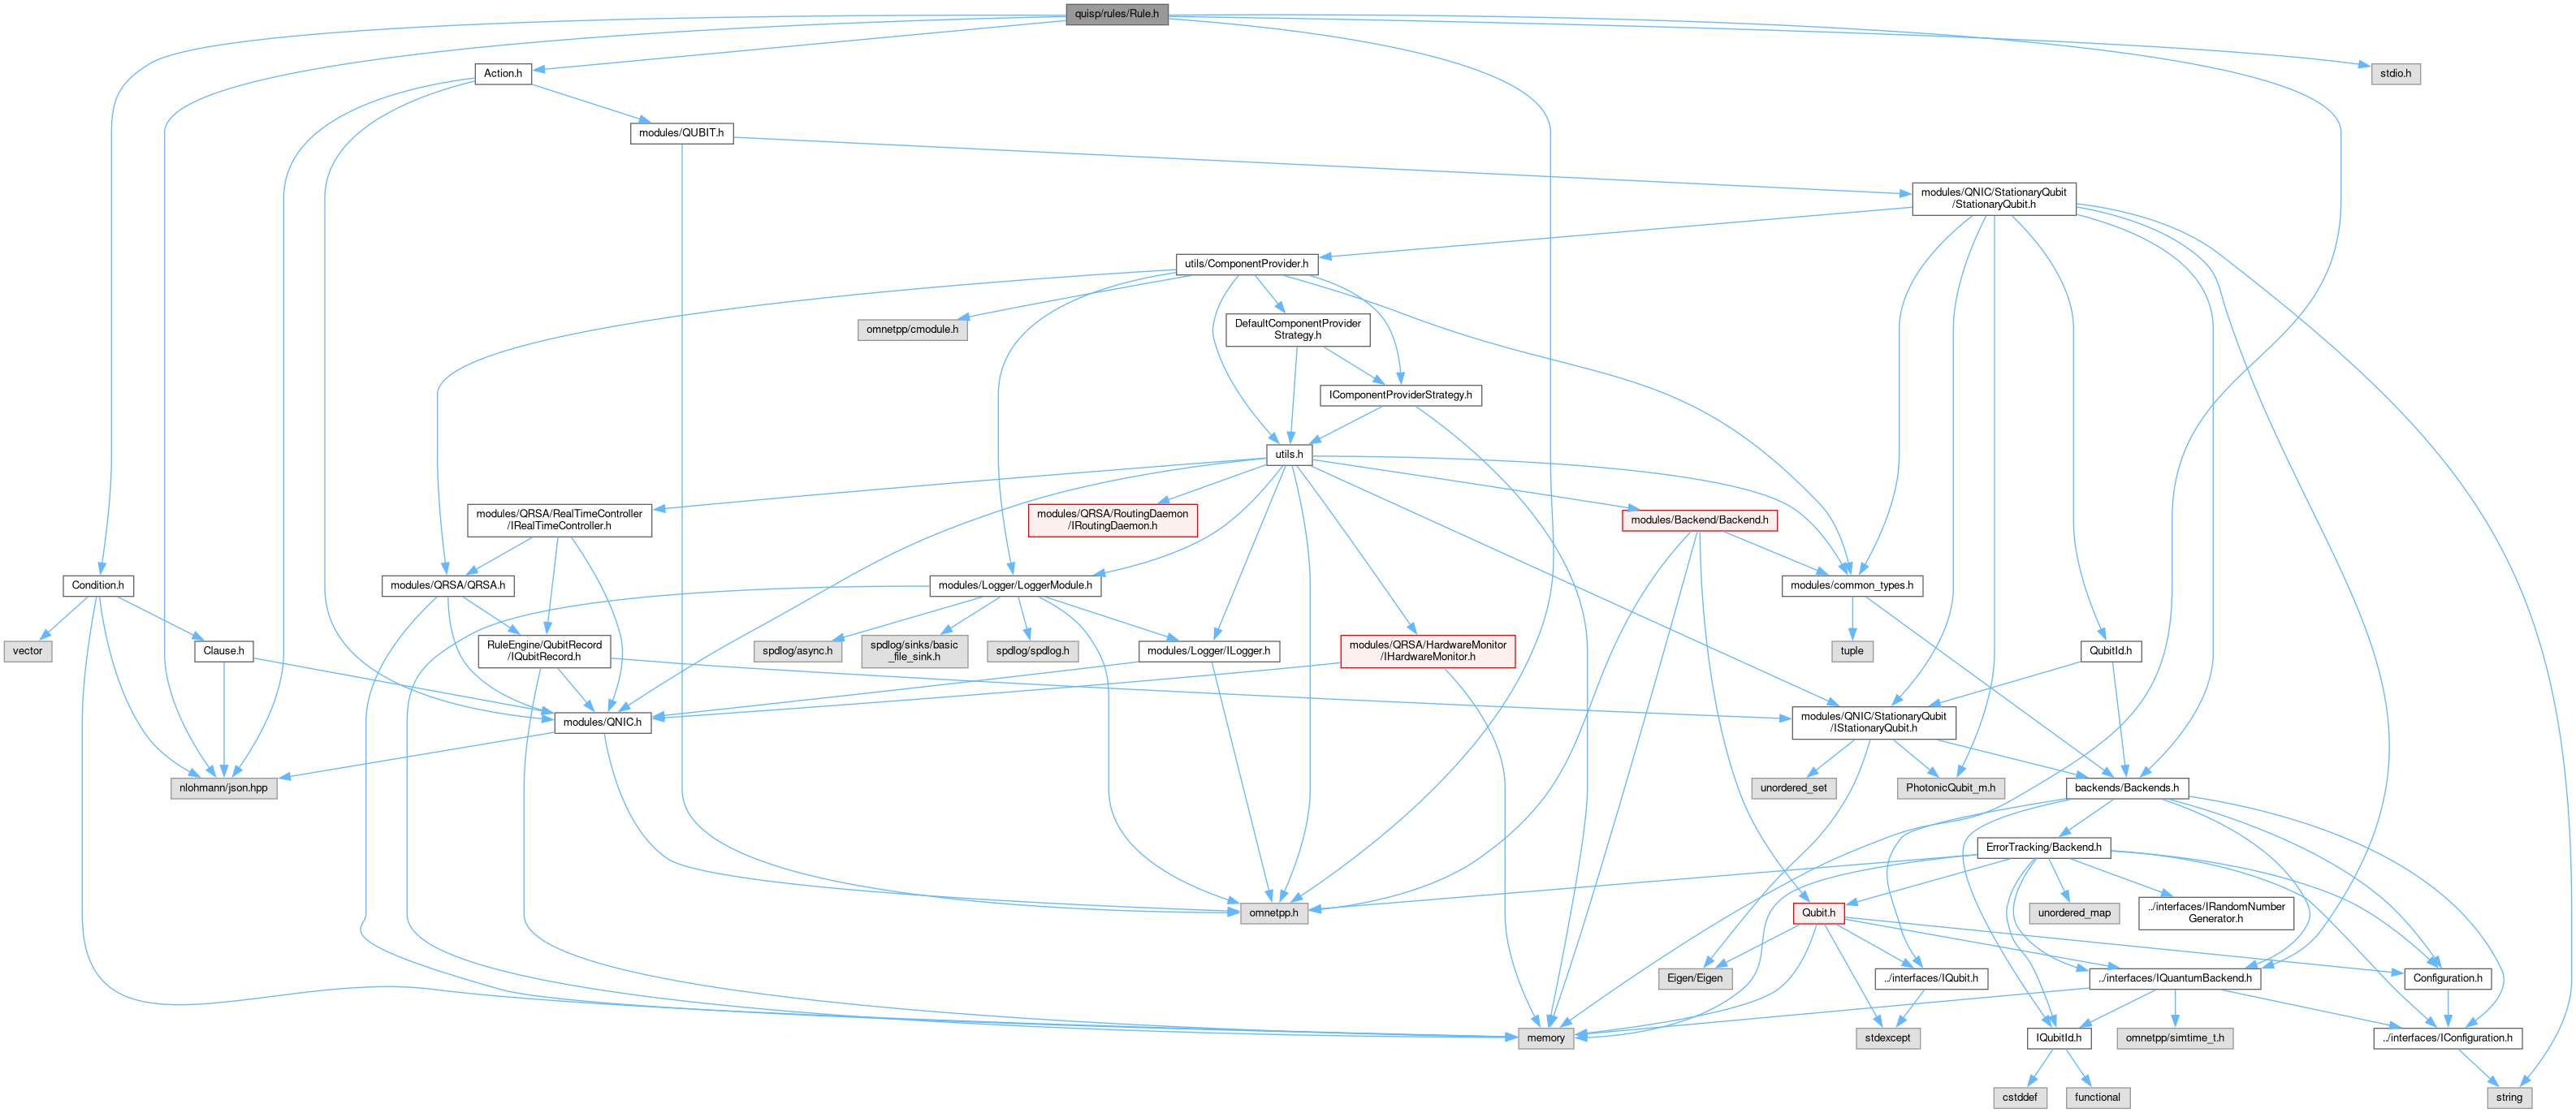 quisp/rules/Rule.h
Action.h
stdio.h
modules/QUBIT.h
modules/QNIC/StationaryQubit
/StationaryQubit.h
utils/ComponentProvider.h
omnetpp/cmodule.h
DefaultComponentProvider
Strategy.h
IComponentProviderStrategy.h
utils.h
modules/QRSA/RealTimeController
/IRealTimeController.h
modules/QRSA/RoutingDaemon
/IRoutingDaemon.h
modules/Backend/Backend.h
Condition.h
modules/QRSA/QRSA.h
modules/Logger/LoggerModule.h
modules/common_types.h
vector
Clause.h
RuleEngine/QubitRecord
/IQubitRecord.h
spdlog/async.h
spdlog/sinks/basic
_file_sink.h
spdlog/spdlog.h
modules/Logger/ILogger.h
modules/QRSA/HardwareMonitor
/IHardwareMonitor.h
tuple
QubitId.h
modules/QNIC.h
modules/QNIC/StationaryQubit
/IStationaryQubit.h
nlohmann/json.hpp
unordered_set
PhotonicQubit_m.h
backends/Backends.h
ErrorTracking/Backend.h
omnetpp.h
Qubit.h
unordered_map
../interfaces/IRandomNumber
Generator.h
Eigen/Eigen
../interfaces/IQubit.h
../interfaces/IQuantumBackend.h
Configuration.h
memory
stdexcept
IQubitId.h
omnetpp/simtime_t.h
../interfaces/IConfiguration.h
cstddef
functional
string